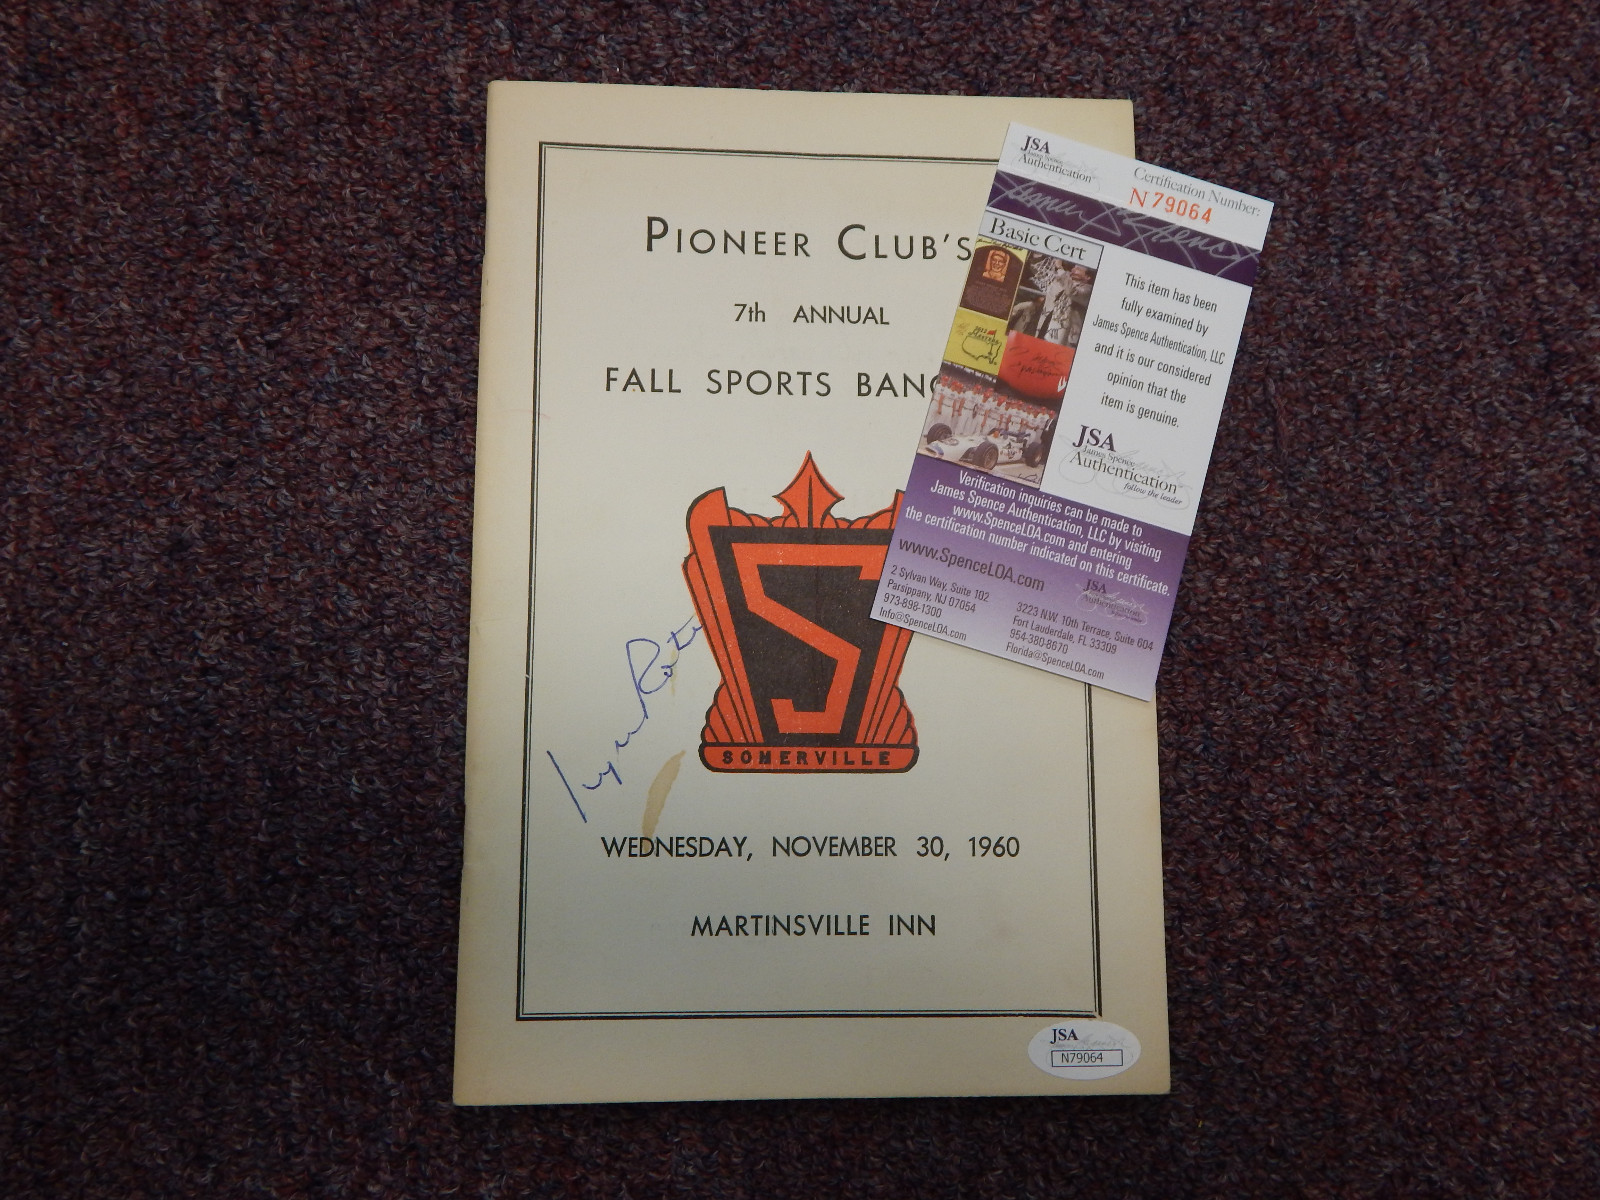 PIONEER CLUB'S
7th ANNUAL
FALL SPORTS BANQ
S
SOMERVILLE
WEDNESDAY, NOVEMBER 30, 1960
MARTINSVILLE INN
JSA
N79064
JSA
James Spence
Authentication
Certification Number:
N 79064
Basic Cert
This item has been
fully examined by
James Spence Authentication, LLC
and it is our considered
opinion that the
item is genuine.
JSA
James Spence
Authentication
follow the leader
Verification inquiries can be made to
James Spence Authentication, LLC by visiting
www.SpenceLOA.com and entering
the certification number indicated on this certificate.
www.SpenceLOA.com
2 Sylvan Way, Suite 102
Parsippany, NJ 07054
973-898-1300
Info@SpenceLOA.com
JSA
Authentication
3223 N.W. 10th Terrace, Suite 604
Fort Lauderdale, FL 33309
954-380-8670
Florida@SpenceLOA.com